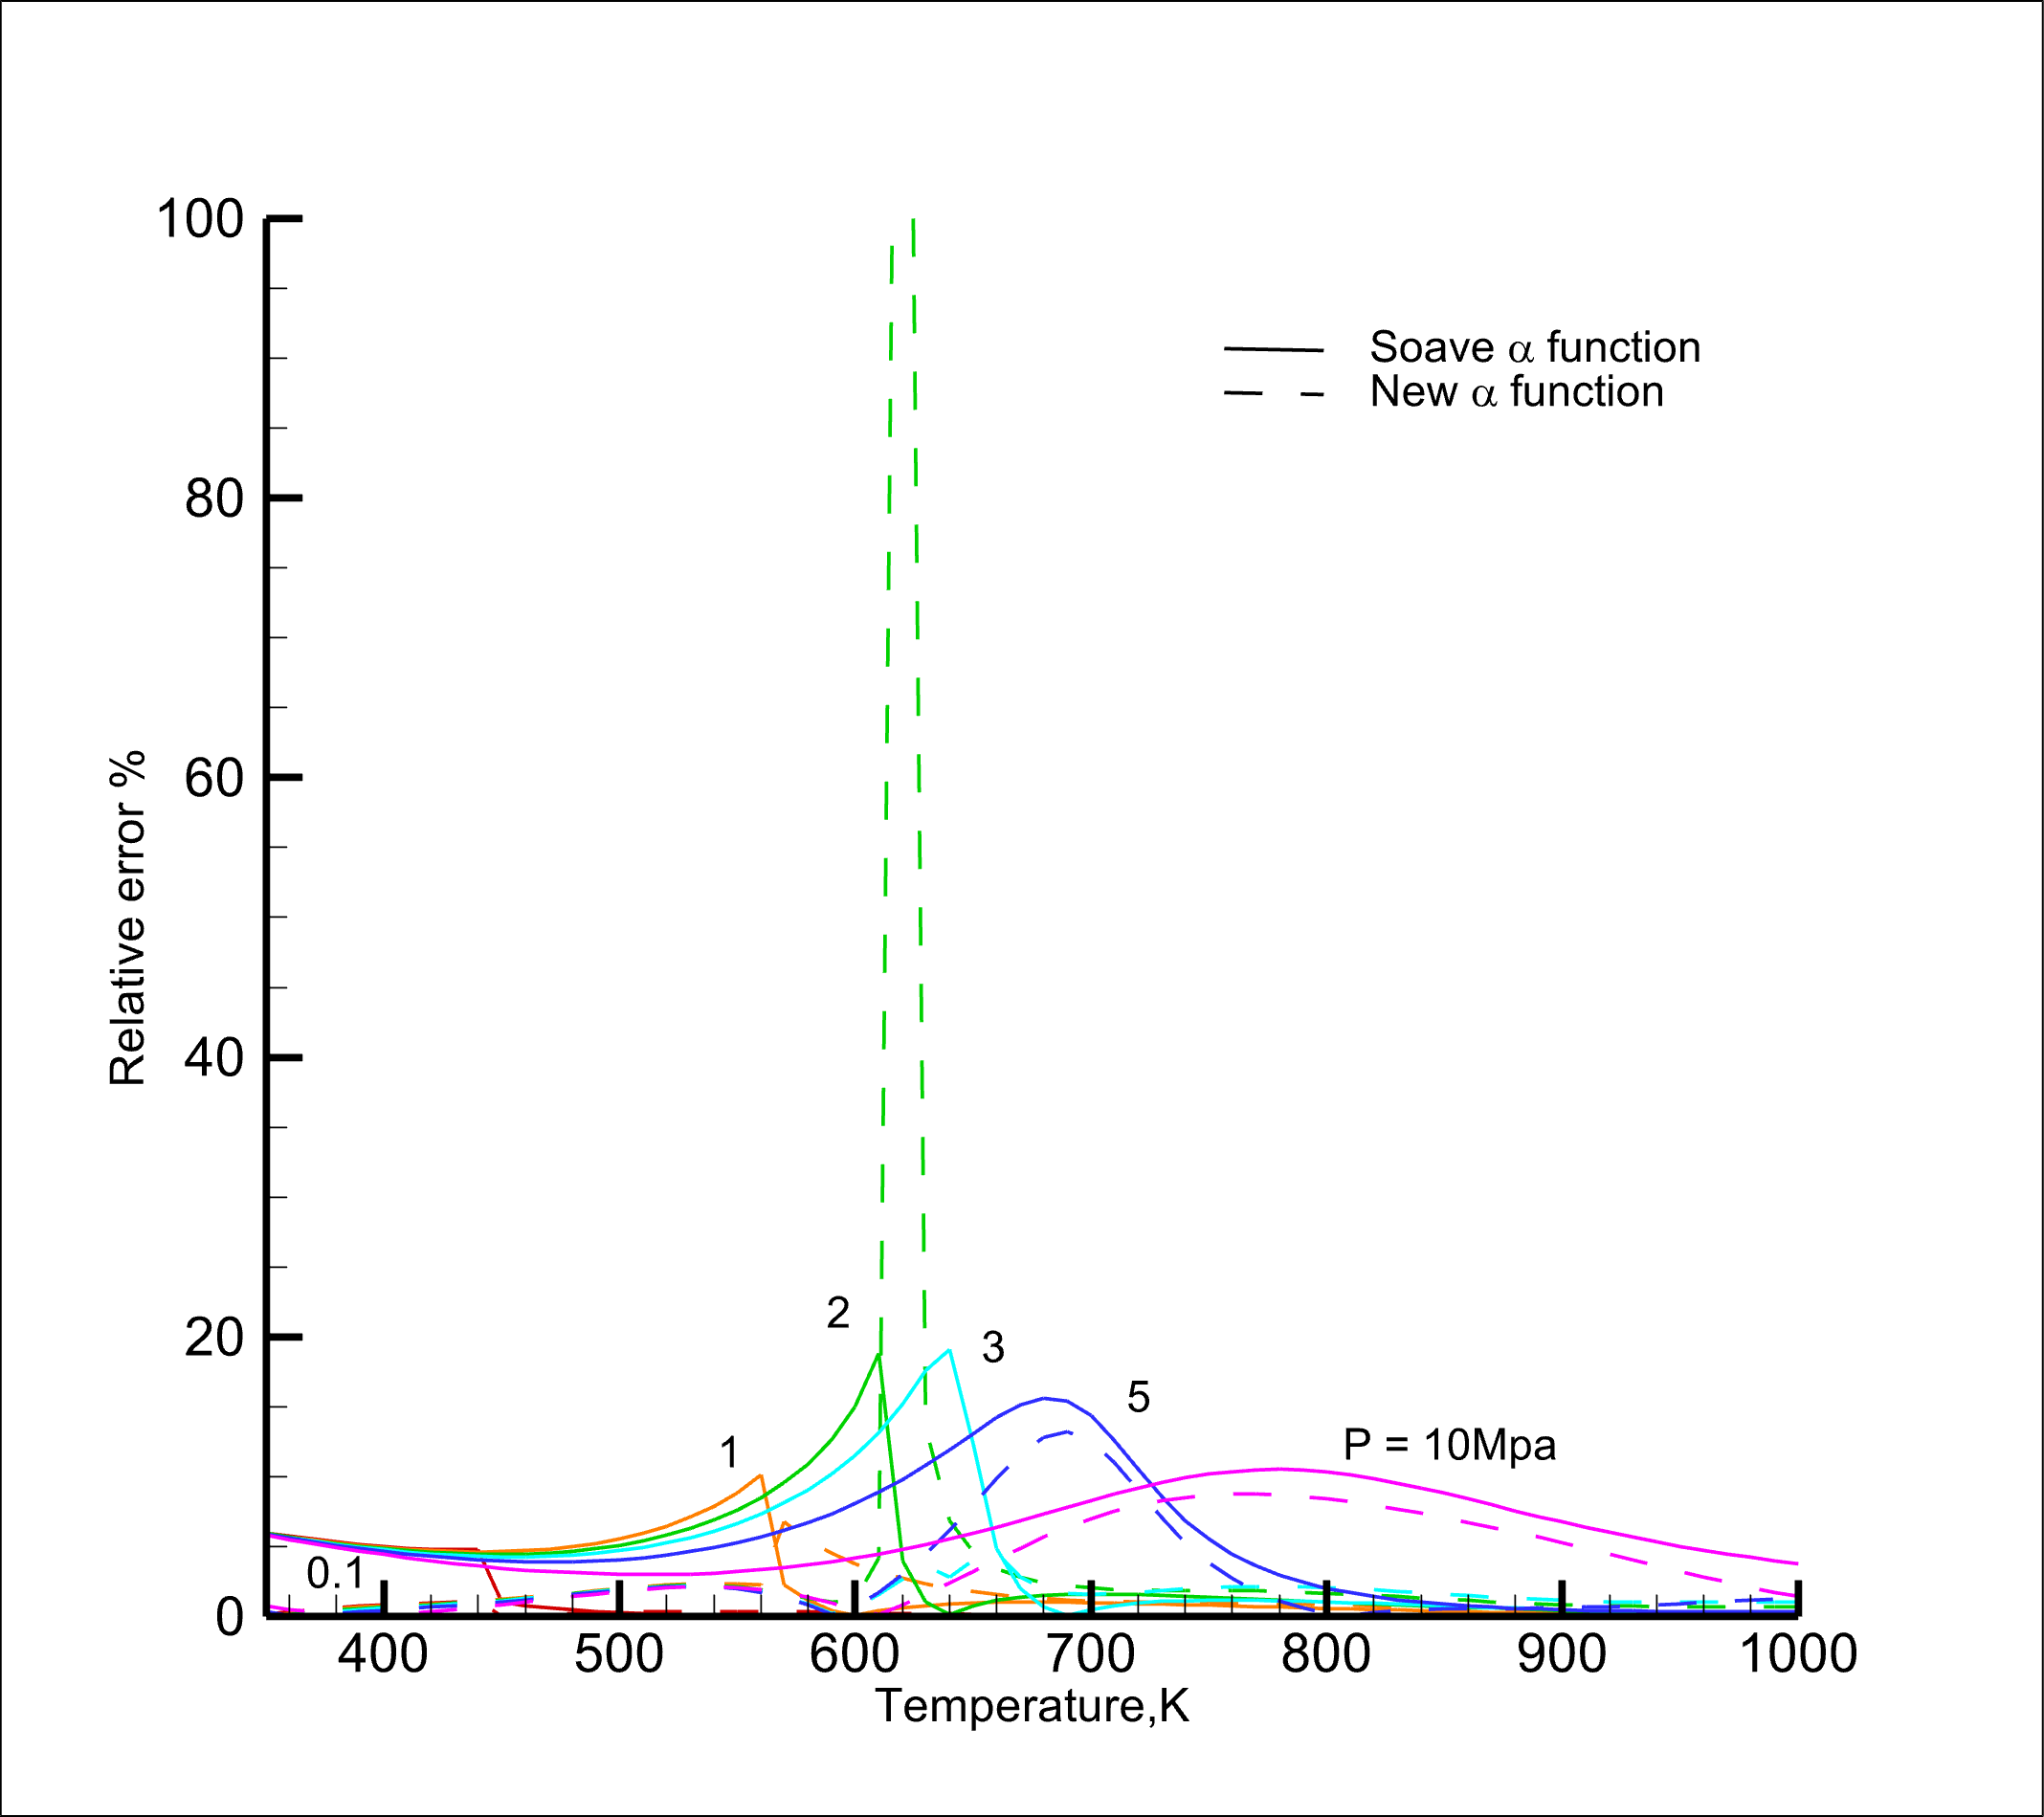 100
80
60
40
20
0
Relative error %
Soave α function
New α function
2
3
5
1
P = 10Mpa
0.1
400 500 600 700 800 900 1000
Temperature,K